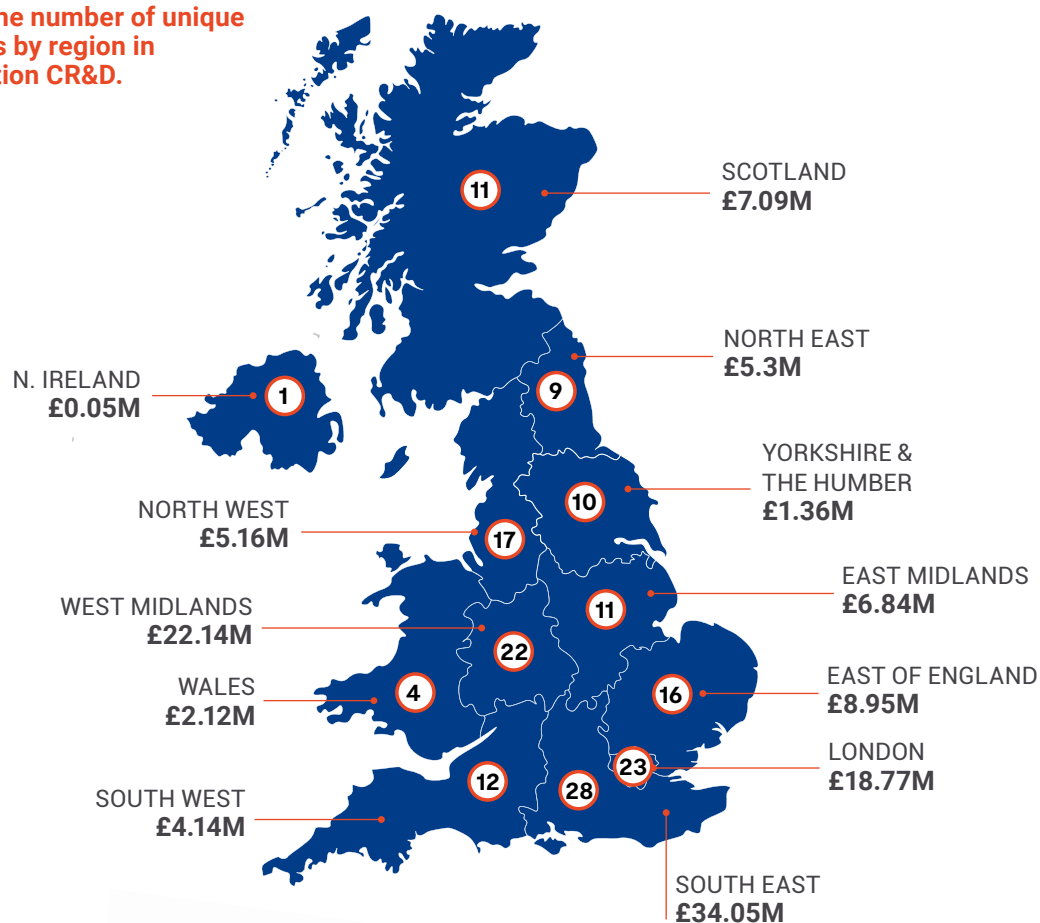 number of unique
by region in
CR&D.
11
SCOTLAND
£7.09M
NORTH EAST
£5.3M
9
N. IRELAND
£0.05M
1
YORKSHIRE &
THE HUMBER
£1.36M
10
NORTH WEST
£5.16M
17
EAST MIDLANDS
£6.84M
11
WEST MIDLANDS
£22.14M
22
WALES
£2.12M
4
EAST OF ENGLAND
£8.95M
16
LONDON
£18.77M
23
SOUTH WEST
£4.14M
12
28
SOUTH EAST
£34.05M